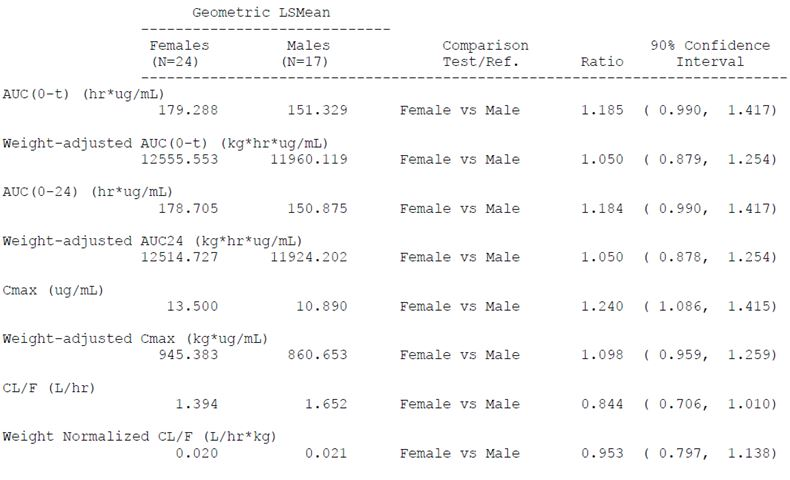 Geometric LSMean
Females Males Comparison 90% Confidence
(N=24) (N=17) Test/Ref. Ratio Interval
AUC(0-t) (hr*ug/mL)
179.288 151.329 Female vs Male 1.185 ( 0.990, 1.417)
Weight-adjusted AUC(0-t) (kg*hr*ug/mL)
12555.553 11960.119 Female vs Male 1.050 ( 0.879, 1.254)
AUC(0-24) (hr*ug/mL)
178.705 150.875 Female vs Male 1.184 ( 0.990, 1.417)
Weight-adjusted AUC24 (kg*hr*ug/mL)
12514.727 11924.202 Female vs Male 1.050 ( 0.878, 1.254)
Cmax (ug/mL)
13.500 10.890 Female vs Male 1.240 ( 1.086, 1.415)
Weight-adjusted Cmax (kg*ug/mL)
945.383 860.653 Female vs Male 1.098 ( 0.959, 1.259)
CL/F (L/hr)
1.394 1.652 Female vs Male 0.844 ( 0.706, 1.010)
Weight Normalized CL/F (L/hr*kg)
0.020 0.021 Female vs Male 0.953 ( 0.797, 1.138)